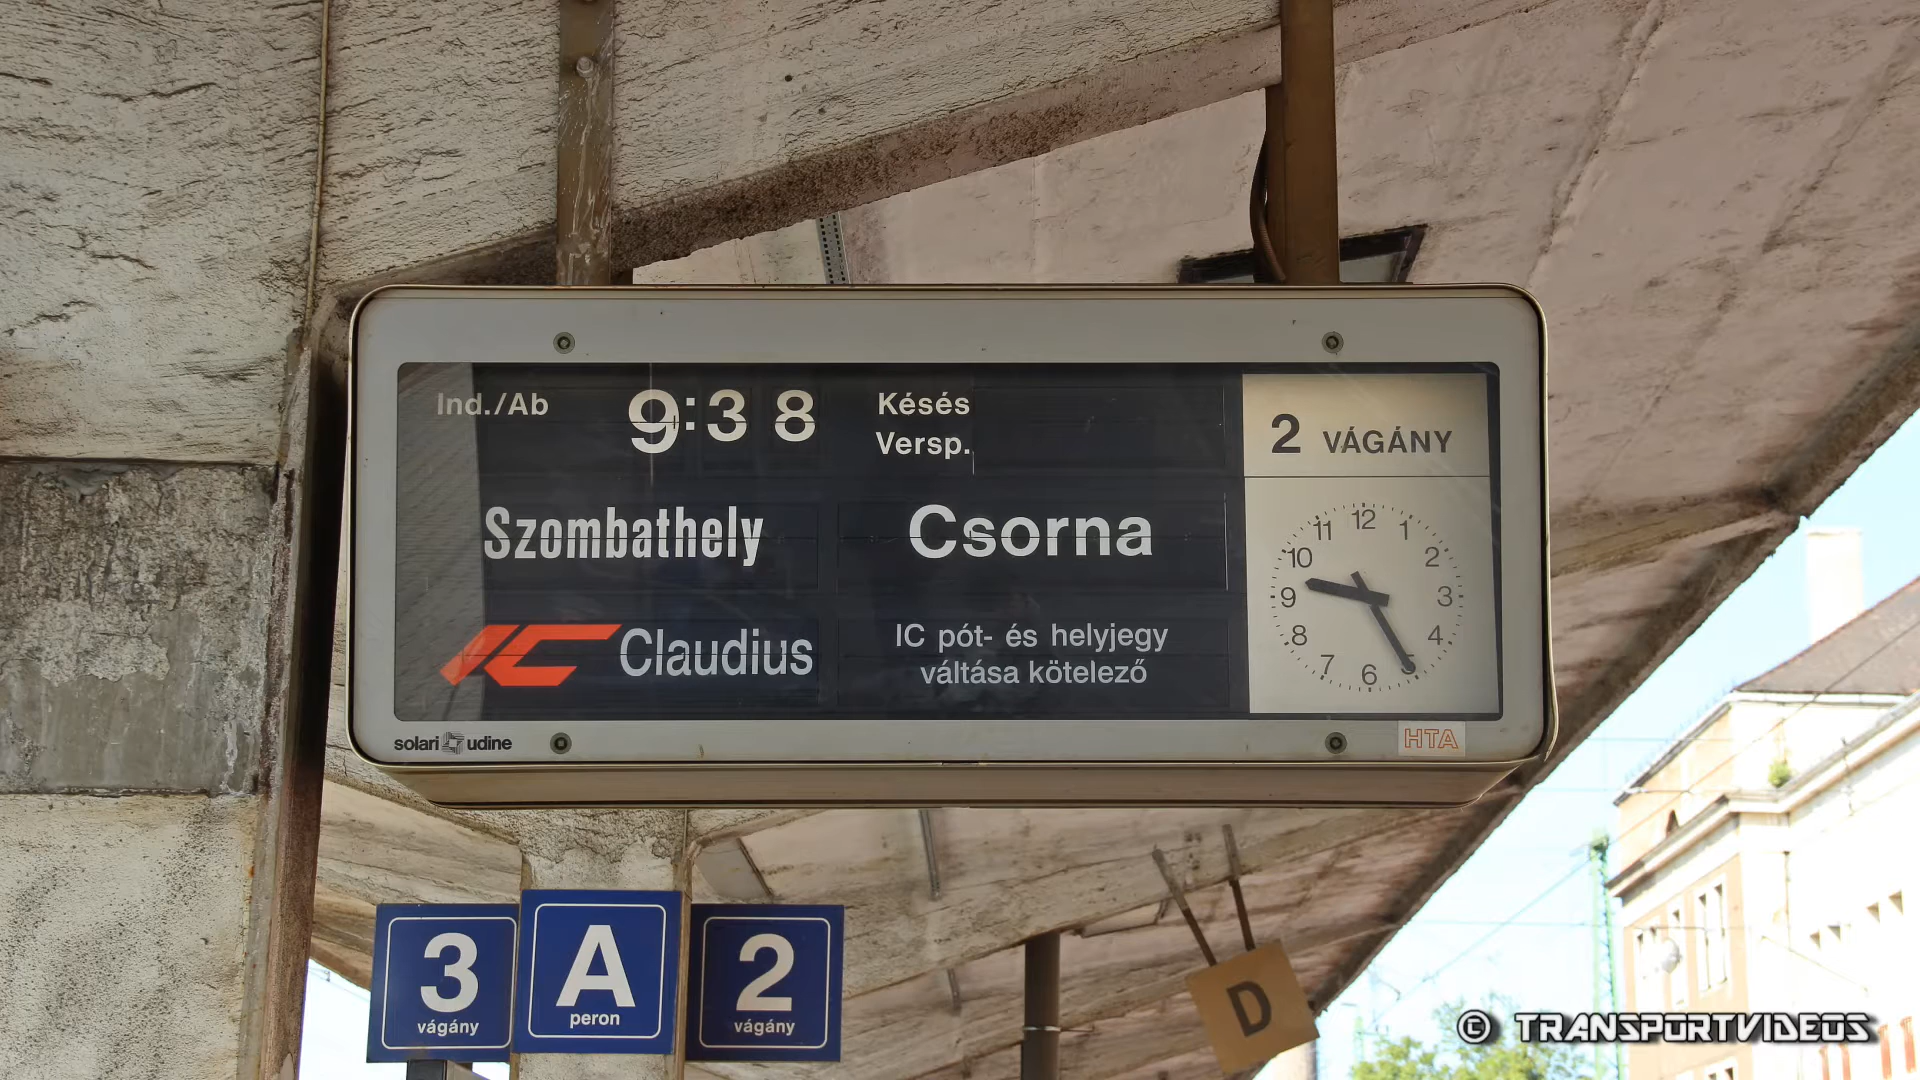 Ind./Ab 9:38 Késés
Versp.
2 VÁGÁNY
Szombathely Csorna
IC Claudius
IC pót- és helyjegy
váltása kötelező
12
1
2
3
4
5
6
7
8
9
10
11
solari udine
HTA
3
vágány
A
peron
2
vágány
D
© TRANSPORTVIDEOS